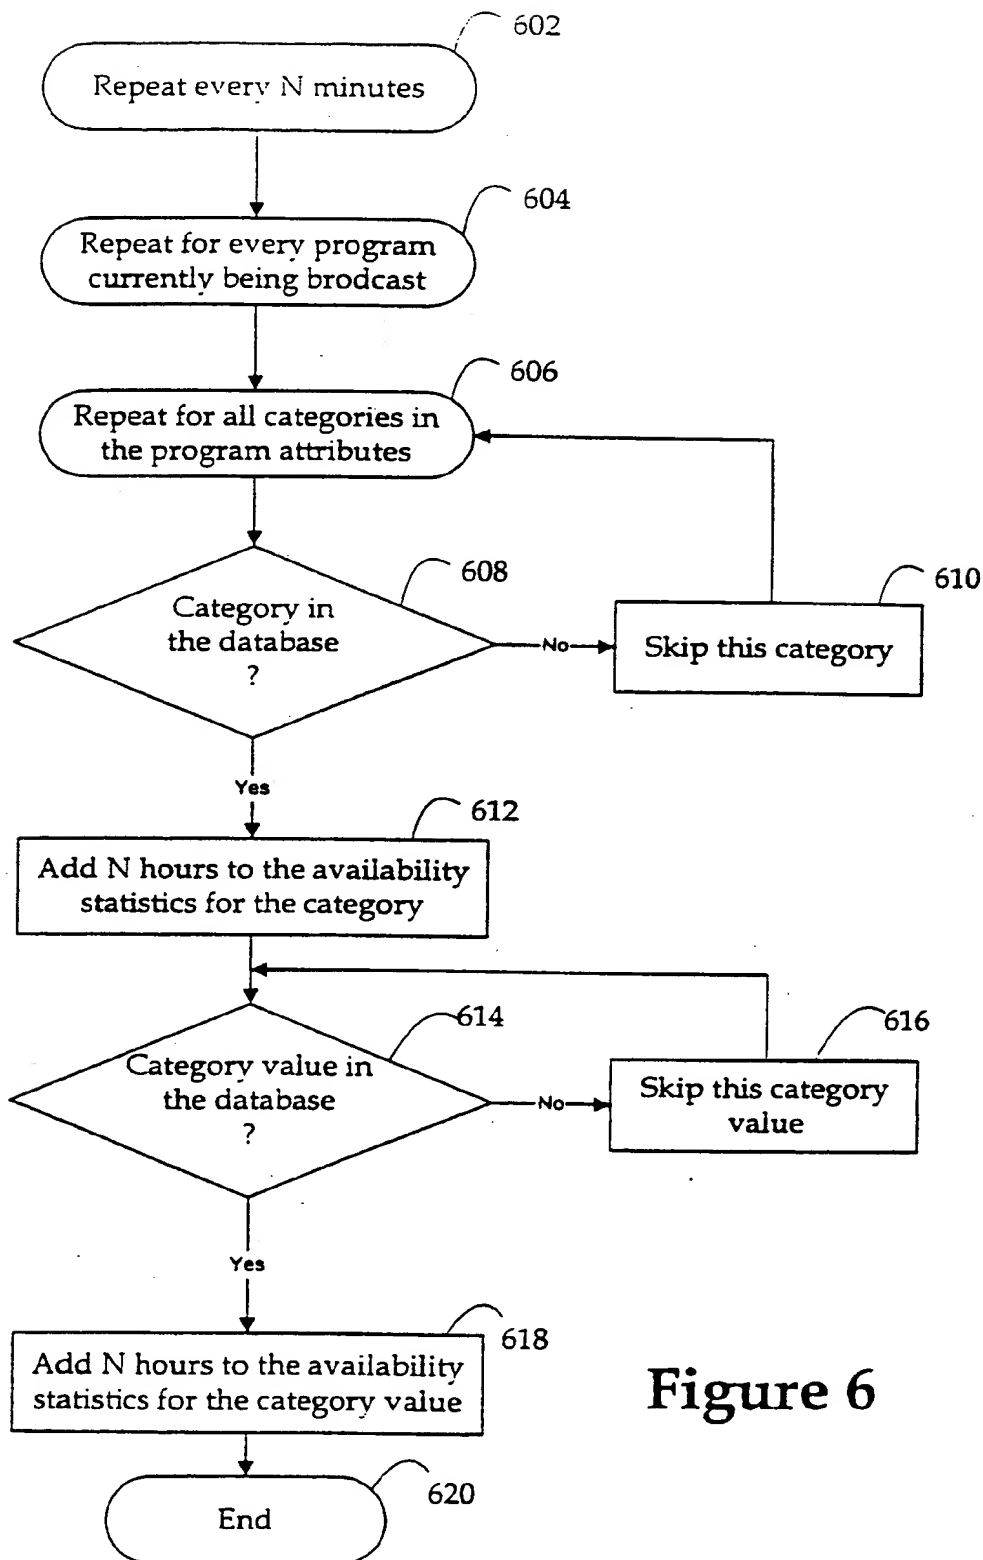 602
Repeat every N minutes
604
Repeat for every program
currently being brodcast
606
Repeat for all categories in
the program attributes
608
Category in
the database
?
No
610
Skip this category
Yes
612
Add N hours to the availability
statistics for the category
614
Category value in
the database
?
No
616
Skip this category
value
Yes
618
Add N hours to the availability
statistics for the category value
Figure 6
620
End